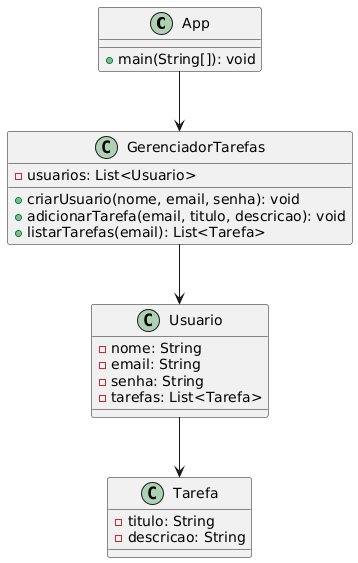 C App
main(String[]): void
C GerenciadorTarefas
usuarios: List<Usuario>
criarUsuario(nome, email, senha): void
adicionarTarefa(email, titulo, descricao): void
listarTarefas(email): List<Tarefa>
C Usuario
nome: String
email: String
senha: String
tarefas: List<Tarefa>
C Tarefa
titulo: String
descricao: String